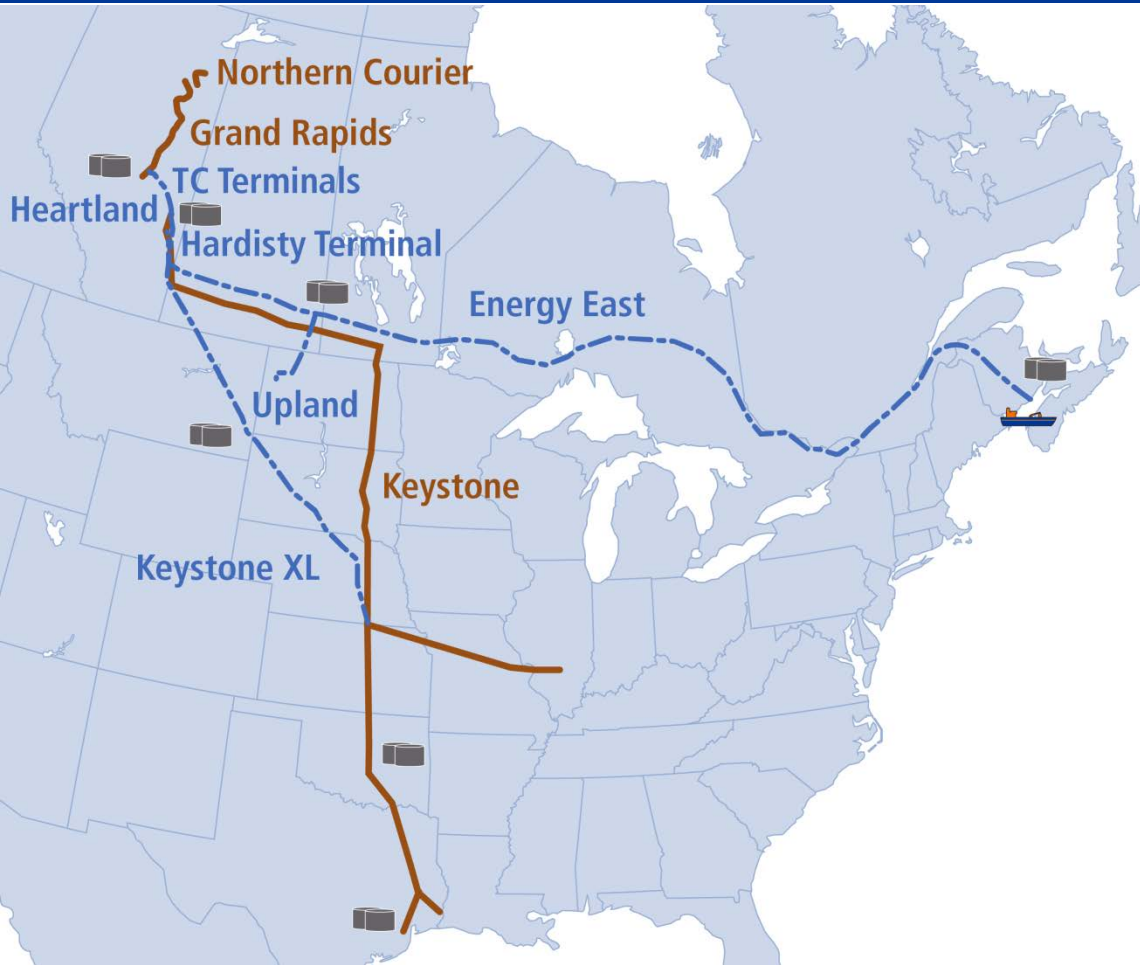 Northern Courier
Grand Rapids
TC Terminals
Heartland
Hardisty Terminal
Energy East
Upland
Keystone
Keystone XL